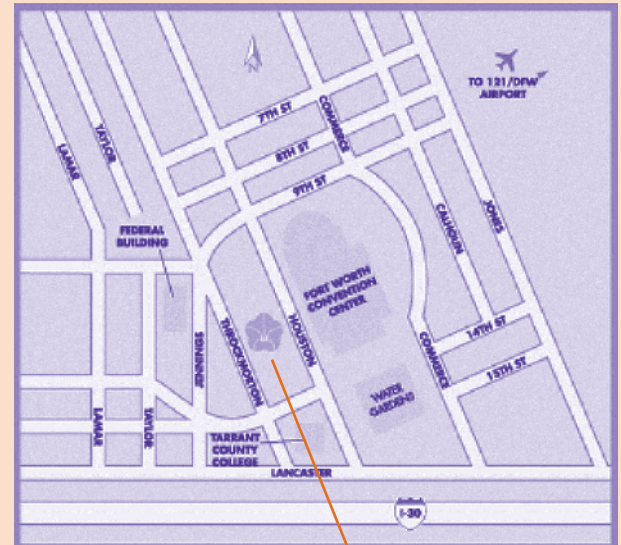 TO 121/DFW
AIRPORT
7TH ST
COMMERCE
8TH ST
9TH ST
TAYLOR
LAMAR
FEDERAL
BUILDING
CALHOUN
JONES
FORT WORTH
CONVENTION
CENTER
THROCKMORTON
HOUSTON
JENNINGS
14TH ST
COMMERCE
15TH ST
WATER
GARDENS
LAMAR
TAYLOR
TARRANT
COUNTY
COLLEGE
LANCASTER
I-30